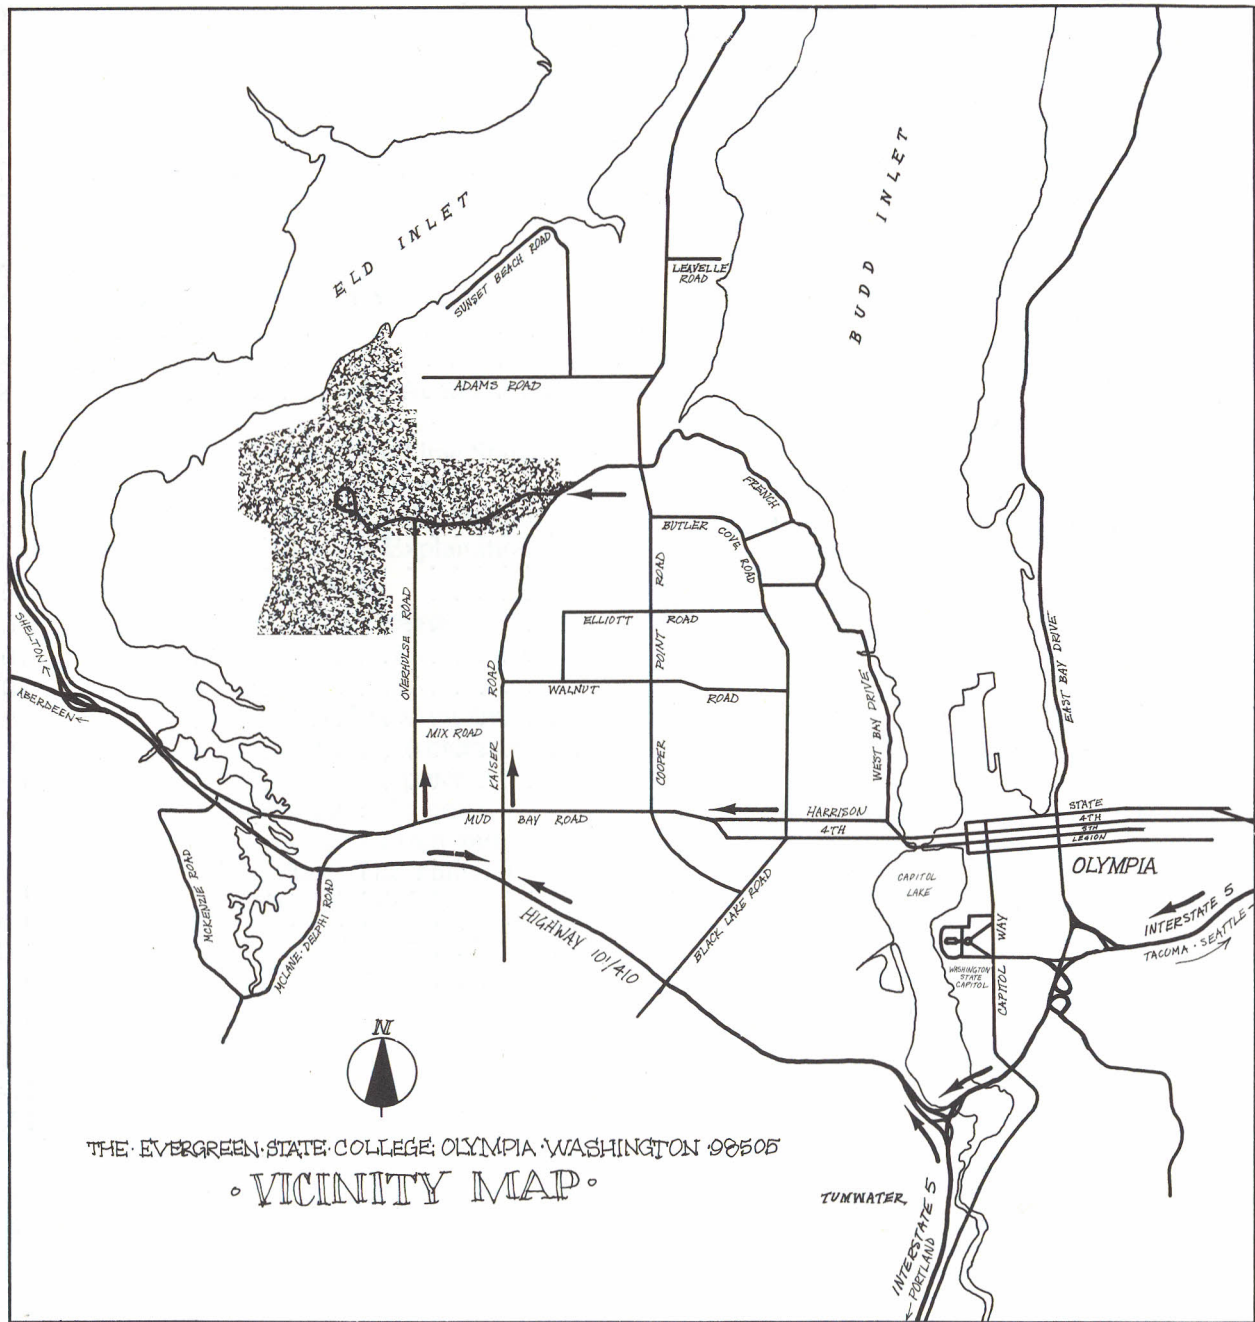 ELD INLET
BUDD INLET
SUNSET BEACH ROAD
LEAVELLE
ROAD
ADAMS ROAD
FRENCH
BUTLER COVE ROAD
ROAD
ELLIOTT ROAD
POINT
OVERHULSE ROAD
SHELTON
ABERDEEN
ROAD
WALNUT ROAD
WEST BAY DRIVE
EAST BAY DRIVE
MIX ROAD
KAISER
COOPER
MUD BAY ROAD
HARRISON
4TH
STATE
4TH
5TH
LEGION
OLYMPIA
MCKENZIE ROAD
MCLANE·DELPHI ROAD
HIGHWAY 101/410
BLACK LAKE ROAD
CAPITOL
LAKE
WASHINGTON
STATE
CAPITOL
CAPITOL WAY
INTERSTATE 5
TACOMA·SEATTLE
N
THE·EVERGREEN·STATE·COLLEGE·OLYMPIA·WASHINGTON·98505
·VICINITY MAP·
TUMWATER
INTERSTATE 5
PORTLAND